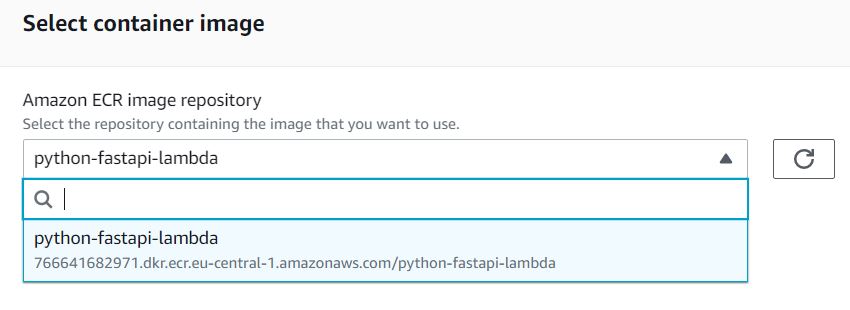 Select container image
Amazon ECR image repository
Select the repository containing the image that you want to use.
python-fastapi-lambda
python-fastapi-lambda
766641682971.dkr.ecr.eu-central-1.amazonaws.com/python-fastapi-lambda